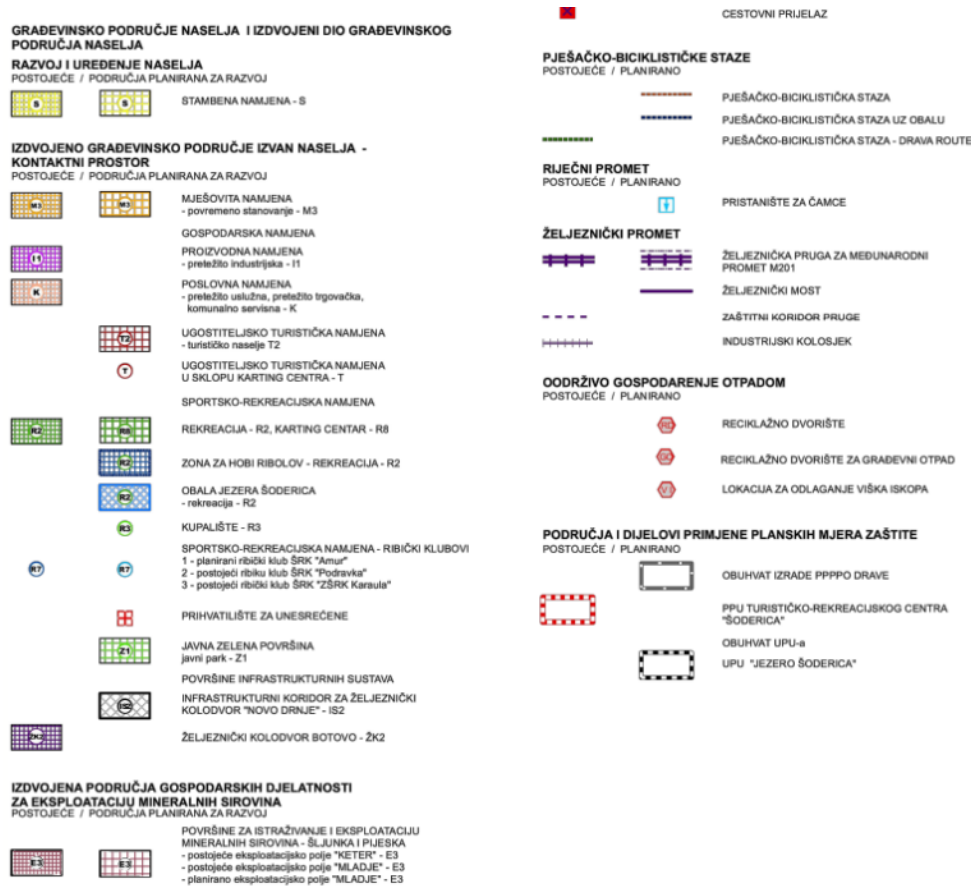 GRAĐEVINSKO PODRUČJE NASELJA I IZDVOJENI DIO GRAĐEVINSKOG
PODRUČJA NASELJA
RAZVOJ I UREĐENJE NASELJA
POSTOJEĆE / PODRUČJA PLANIRANA ZA RAZVOJ
S S STAMBENA NAMJENA - S
IZDVOJENO GRAĐEVINSKO PODRUČJE IZVAN NASELJA -
KONTAKTNI PROSTOR
POSTOJEĆE / PODRUČJA PLANIRANA ZA RAZVOJ
M3 M3 MJEŠOVITA NAMJENA
- povremeno stanovanje - M3
GOSPODARSKA NAMJENA
I1 PROIZVODNA NAMJENA
- pretežito industrijska - I1
K POSLOVNA NAMJENA
- pretežito uslužna, pretežito trgovačka,
komunalno servisna - K
T2 UGOSTITELJSKO TURISTIČKA NAMJENA
- turističko naselje T2
T UGOSTITELJSKO TURISTIČKA NAMJENA
U SKLOPU KARTING CENTRA - T
SPORTSKO-REKREACIJSKA NAMJENA
R2 R8 REKREACIJA - R2, KARTING CENTAR - R8
R2 ZONA ZA HOBI RIBOLOV - REKREACIJA - R2
R2 OBALA JEZERA ŠODERICA
- rekreacija - R2
R3 KUPALIŠTE - R3
SPORTSKO-REKREACIJSKA NAMJENA - RIBIČKI KLUBOVI
R7 R7 1 - planirani ribički klub ŠRK "Amur"
2 - postojeći ribiku klub ŠRK "Podravka"
3 - postojeći ribički klub "ZŠRK Karaula"
PRIHVATILIŠTE ZA UNESREĆENE
Z1 JAVNA ZELENA POVRŠINA
javni park - Z1
POVRŠINE INFRASTRUKTURNIH SUSTAVA
IS2 INFRASTRUKTURNI KORIDOR ZA ŽELJEZNIČKI
KOLODVOR "NOVO DRNJE" - IS2
ŽK2 ŽELJEZNIČKI KOLODVOR BOTOVO - ŽK2
IZDVOJENA PODRUČJA GOSPODARSKIH DJELATNOSTI
ZA EKSPLOATACIJU MINERALNIH SIROVINA
POSTOJEĆE / PODRUČJA PLANIRANA ZA RAZVOJ
POVRŠINE ZA ISTRAŽIVANJE I EKSPLOATACIJU
MINERALNIH SIROVINA - ŠLJUNKA I PIJESKA
E3 E3 - postojeće eksploatacijsko polje "KETER" - E3
- postojeće eksploatacijsko polje "MLADJE" - E3
- planirano eksploatacijsko polje "MLADJE" - E3
CESTOVNI PRIJELAZ
PJEŠAČKO-BICIKLISTIČKE STAZE
POSTOJEĆE / PLANIRANO
PJEŠAČKO-BICIKLISTIČKA STAZA
PJEŠAČKO-BICIKLISTIČKA STAZA UZ OBALU
PJEŠAČKO-BICIKLISTIČKA STAZA - DRAVA ROUTE
RIJEČNI PROMET
POSTOJEĆE / PLANIRANO
PRISTANIŠTE ZA ČAMCE
ŽELJEZNIČKI PROMET
ŽELJEZNIČKA PRUGA ZA MEĐUNARODNI
PROMET M201
ŽELJEZNIČKI MOST
ZAŠTITNI KORIDOR PRUGE
INDUSTRIJSKI KOLOSJEK
OODRŽIVO GOSPODARENJE OTPADOM
POSTOJEĆE / PLANIRANO
RD RECIKLAŽNO DVORIŠTE
GO RECIKLAŽNO DVORIŠTE ZA GRAĐEVNI OTPAD
LOKACIJA ZA ODLAGANJE VIŠKA ISKOPA
PODRUČJA I DIJELOVI PRIMJENE PLANSKIH MJERA ZAŠTITE
POSTOJEĆE / PLANIRANO
OBUHVAT IZRADE PPPPO DRAVE
PPU TURISTIČKO-REKREACIJSKOG CENTRA
"ŠODERICA"
OBUHVAT UPU-a
UPU "JEZERO ŠODERICA"